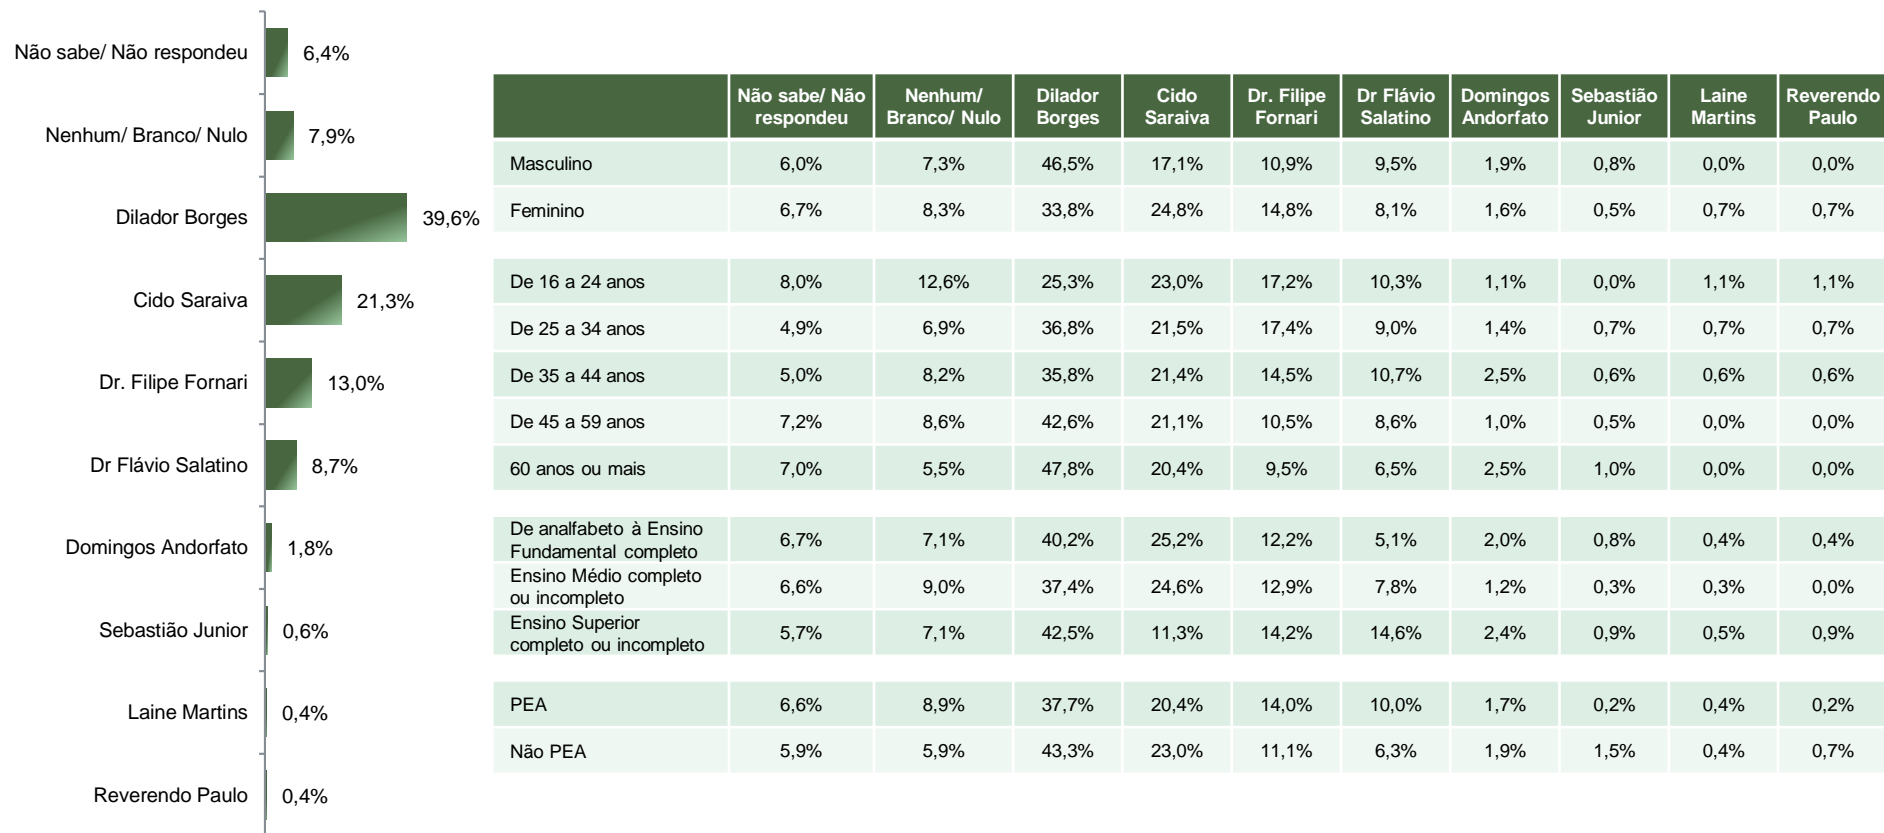 Não sabe/ Não respondeu 6,4%
Nenhum/ Branco/ Nulo 7,9%
Dilador Borges 39,6%
Cido Saraiva 21,3%
Dr. Filipe Fornari 13,0%
Dr Flávio Salatino 8,7%
Domingos Andorfato 1,8%
Sebastião Junior 0,6%
Laine Martins 0,4%
Reverendo Paulo 0,4%
Não sabe/ Não Nenhum/ Dilador Cido Dr. Filipe Dr Flávio Domingos Sebastião Laine Reverendo
respondeu Branco/ Nulo Borges Saraiva Fornari Salatino Andorfato Junior Martins Paulo
Masculino 6,0% 7,3% 46,5% 17,1% 10,9% 9,5% 1,9% 0,8% 0,0% 0,0%
Feminino 6,7% 8,3% 33,8% 24,8% 14,8% 8,1% 1,6% 0,5% 0,7% 0,7%
De 16 a 24 anos 8,0% 12,6% 25,3% 23,0% 17,2% 10,3% 1,1% 0,0% 1,1% 1,1%
De 25 a 34 anos 4,9% 6,9% 36,8% 21,5% 17,4% 9,0% 1,4% 0,7% 0,7% 0,7%
De 35 a 44 anos 5,0% 8,2% 35,8% 21,4% 14,5% 10,7% 2,5% 0,6% 0,6% 0,6%
De 45 a 59 anos 7,2% 8,6% 42,6% 21,1% 10,5% 8,6% 1,0% 0,5% 0,0% 0,0%
60 anos ou mais 7,0% 5,5% 47,8% 20,4% 9,5% 6,5% 2,5% 1,0% 0,0% 0,0%
De analfabeto à Ensino
Fundamental completo 6,7% 7,1% 40,2% 25,2% 12,2% 5,1% 2,0% 0,8% 0,4% 0,4%
Ensino Médio completo
ou incompleto 6,6% 9,0% 37,4% 24,6% 12,9% 7,8% 1,2% 0,3% 0,3% 0,0%
Ensino Superior
completo ou incompleto 5,7% 7,1% 42,5% 11,3% 14,2% 14,6% 2,4% 0,9% 0,5% 0,9%
PEA 6,6% 8,9% 37,7% 20,4% 14,0% 10,0% 1,7% 0,2% 0,4% 0,2%
Não PEA 5,9% 5,9% 43,3% 23,0% 11,1% 6,3% 1,9% 1,5% 0,4% 0,7%